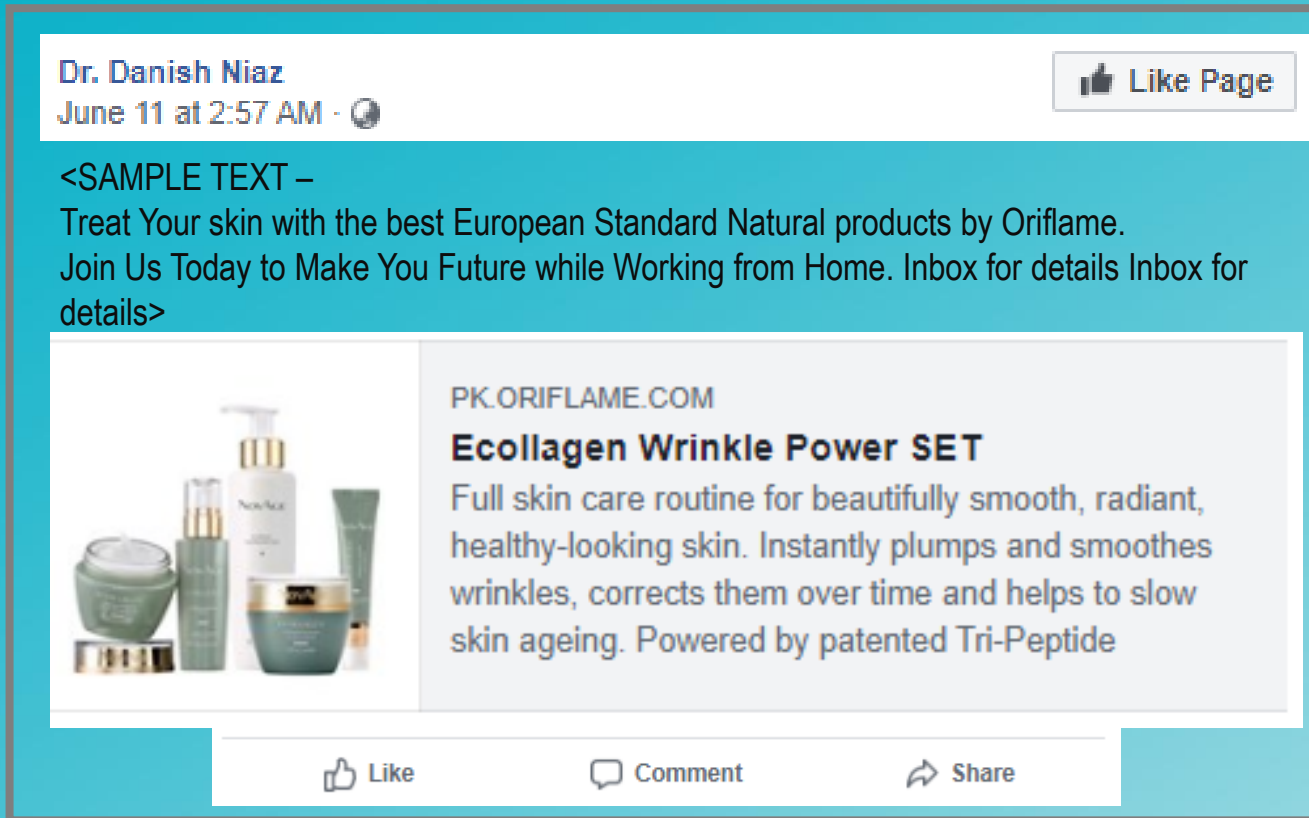 Dr. Danish Niaz
June 11 at 2:57 AM ·
Like Page
<SAMPLE TEXT –
Treat Your skin with the best European Standard Natural products by Oriflame.
Join Us Today to Make You Future while Working from Home. Inbox for details Inbox for
details>
NovAge
PK.ORIFLAME.COM
Ecollagen Wrinkle Power SET
Full skin care routine for beautifully smooth, radiant,
healthy-looking skin. Instantly plumps and smoothes
wrinkles, corrects them over time and helps to slow
skin ageing. Powered by patented Tri-Peptide
Like
Comment
Share